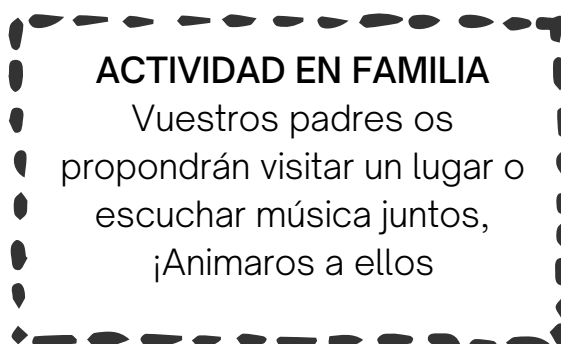 ACTIVIDAD EN FAMILIA
Vuestros padres os
propondrán visitar un lugar o
escuchar música juntos,
¡Animaros a ellos